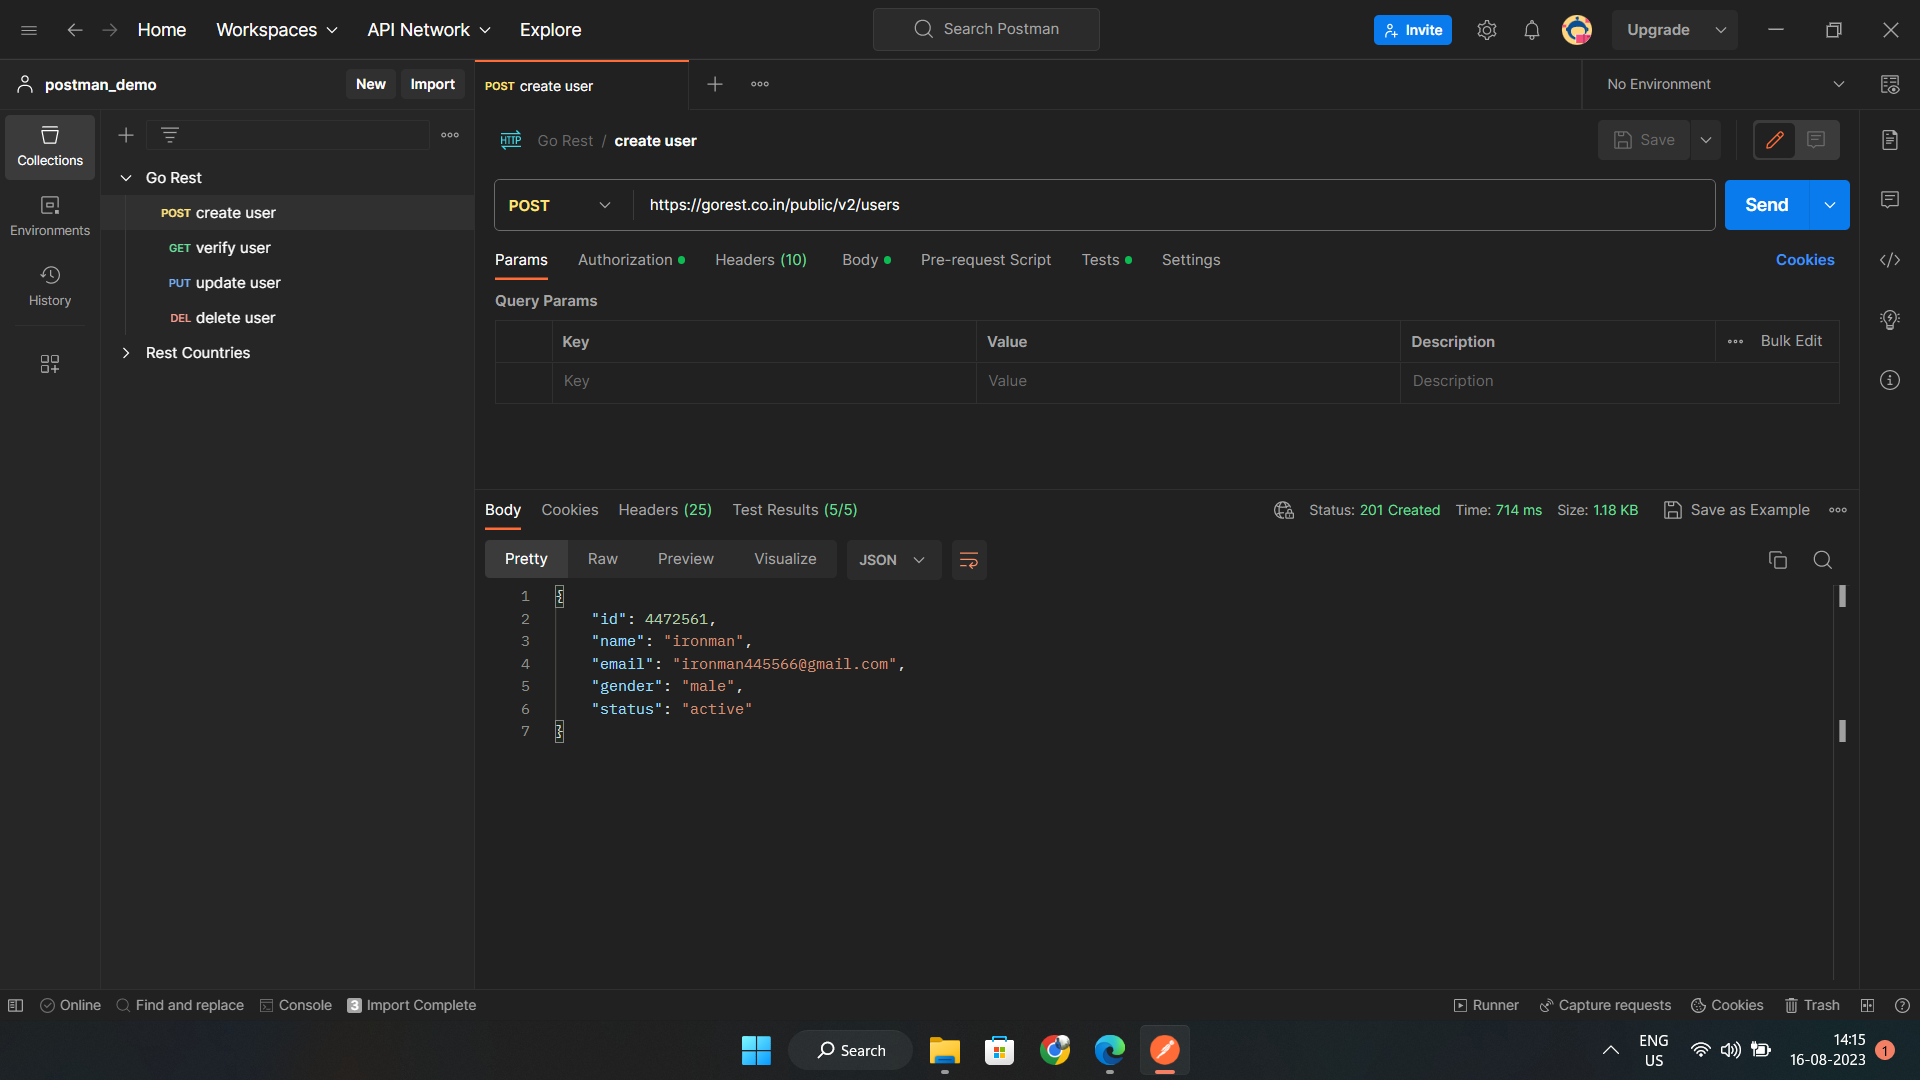 Home Workspaces API Network Explore Search Postman Invite Upgrade
postman_demo New Import POST create user No Environment
Collections
Environments
History
Go Rest
POST create user
GET verify user
PUT update user
DEL delete user
Rest Countries
HTTP Go Rest / create user Save
POST https://gorest.co.in/public/v2/users Send
Params Authorization Headers (10) Body Pre-request Script Tests Settings Cookies
Query Params
Key Value Description Bulk Edit
Key Value Description
Body Cookies Headers (25) Test Results (5/5) Status: 201 Created Time: 714 ms Size: 1.18 KB Save as Example
Pretty Raw Preview Visualize JSON
1 {
2 "id": 4472561,
3 "name": "ironman",
4 "email": "ironman445566@gmail.com",
5 "gender": "male",
6 "status": "active"
7 }
Online Find and replace Console 3 Import Complete Runner Capture requests Cookies Trash
Search ENG 14:15
US 16-08-2023 1